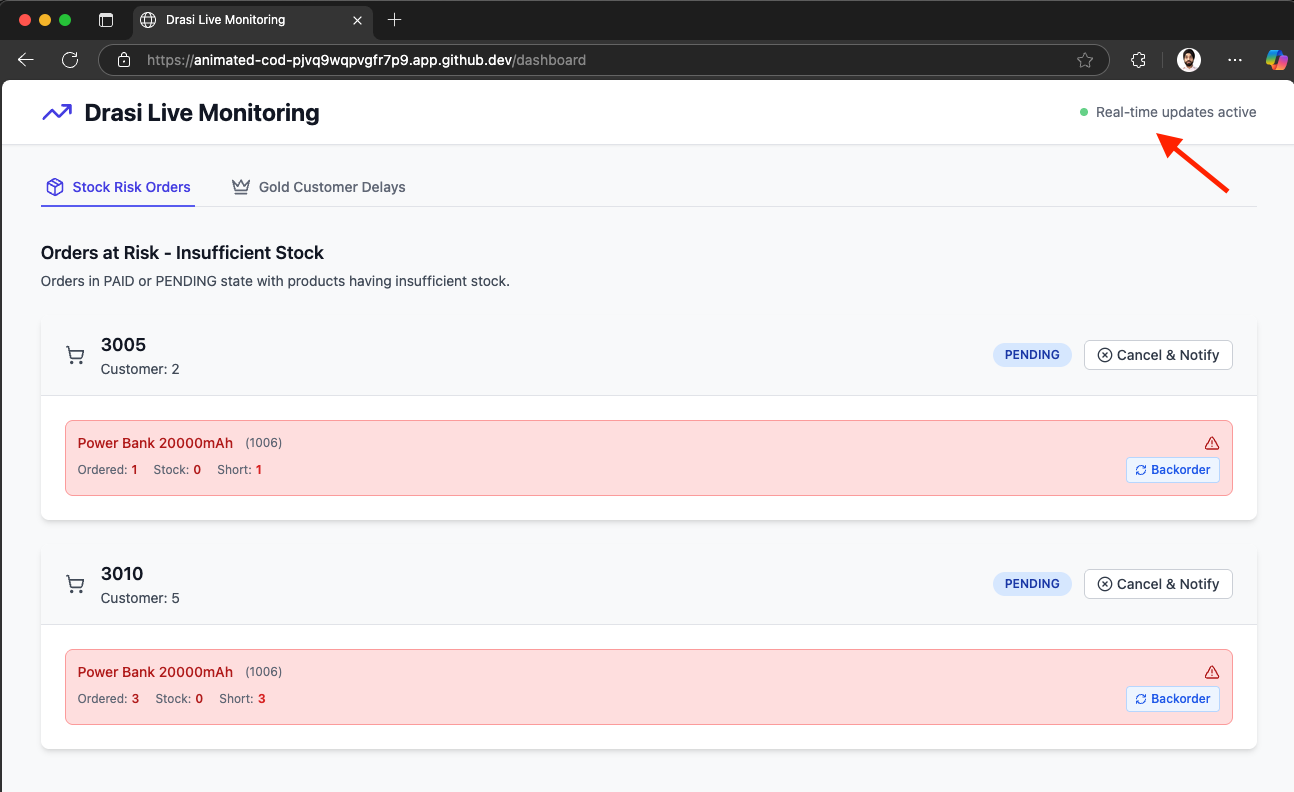 Drasi Live Monitoring
https://animated-cod-pjvq9wqpvgfr7p9.app.github.dev/dashboard
Drasi Live Monitoring
Real-time updates active
Stock Risk Orders
Gold Customer Delays
Orders at Risk - Insufficient Stock
Orders in PAID or PENDING state with products having insufficient stock.
3005
Customer: 2
PENDING
Cancel & Notify
Power Bank 20000mAh (1006)
Ordered: 1 Stock: 0 Short: 1
Backorder
3010
Customer: 5
PENDING
Cancel & Notify
Power Bank 20000mAh (1006)
Ordered: 3 Stock: 0 Short: 3
Backorder